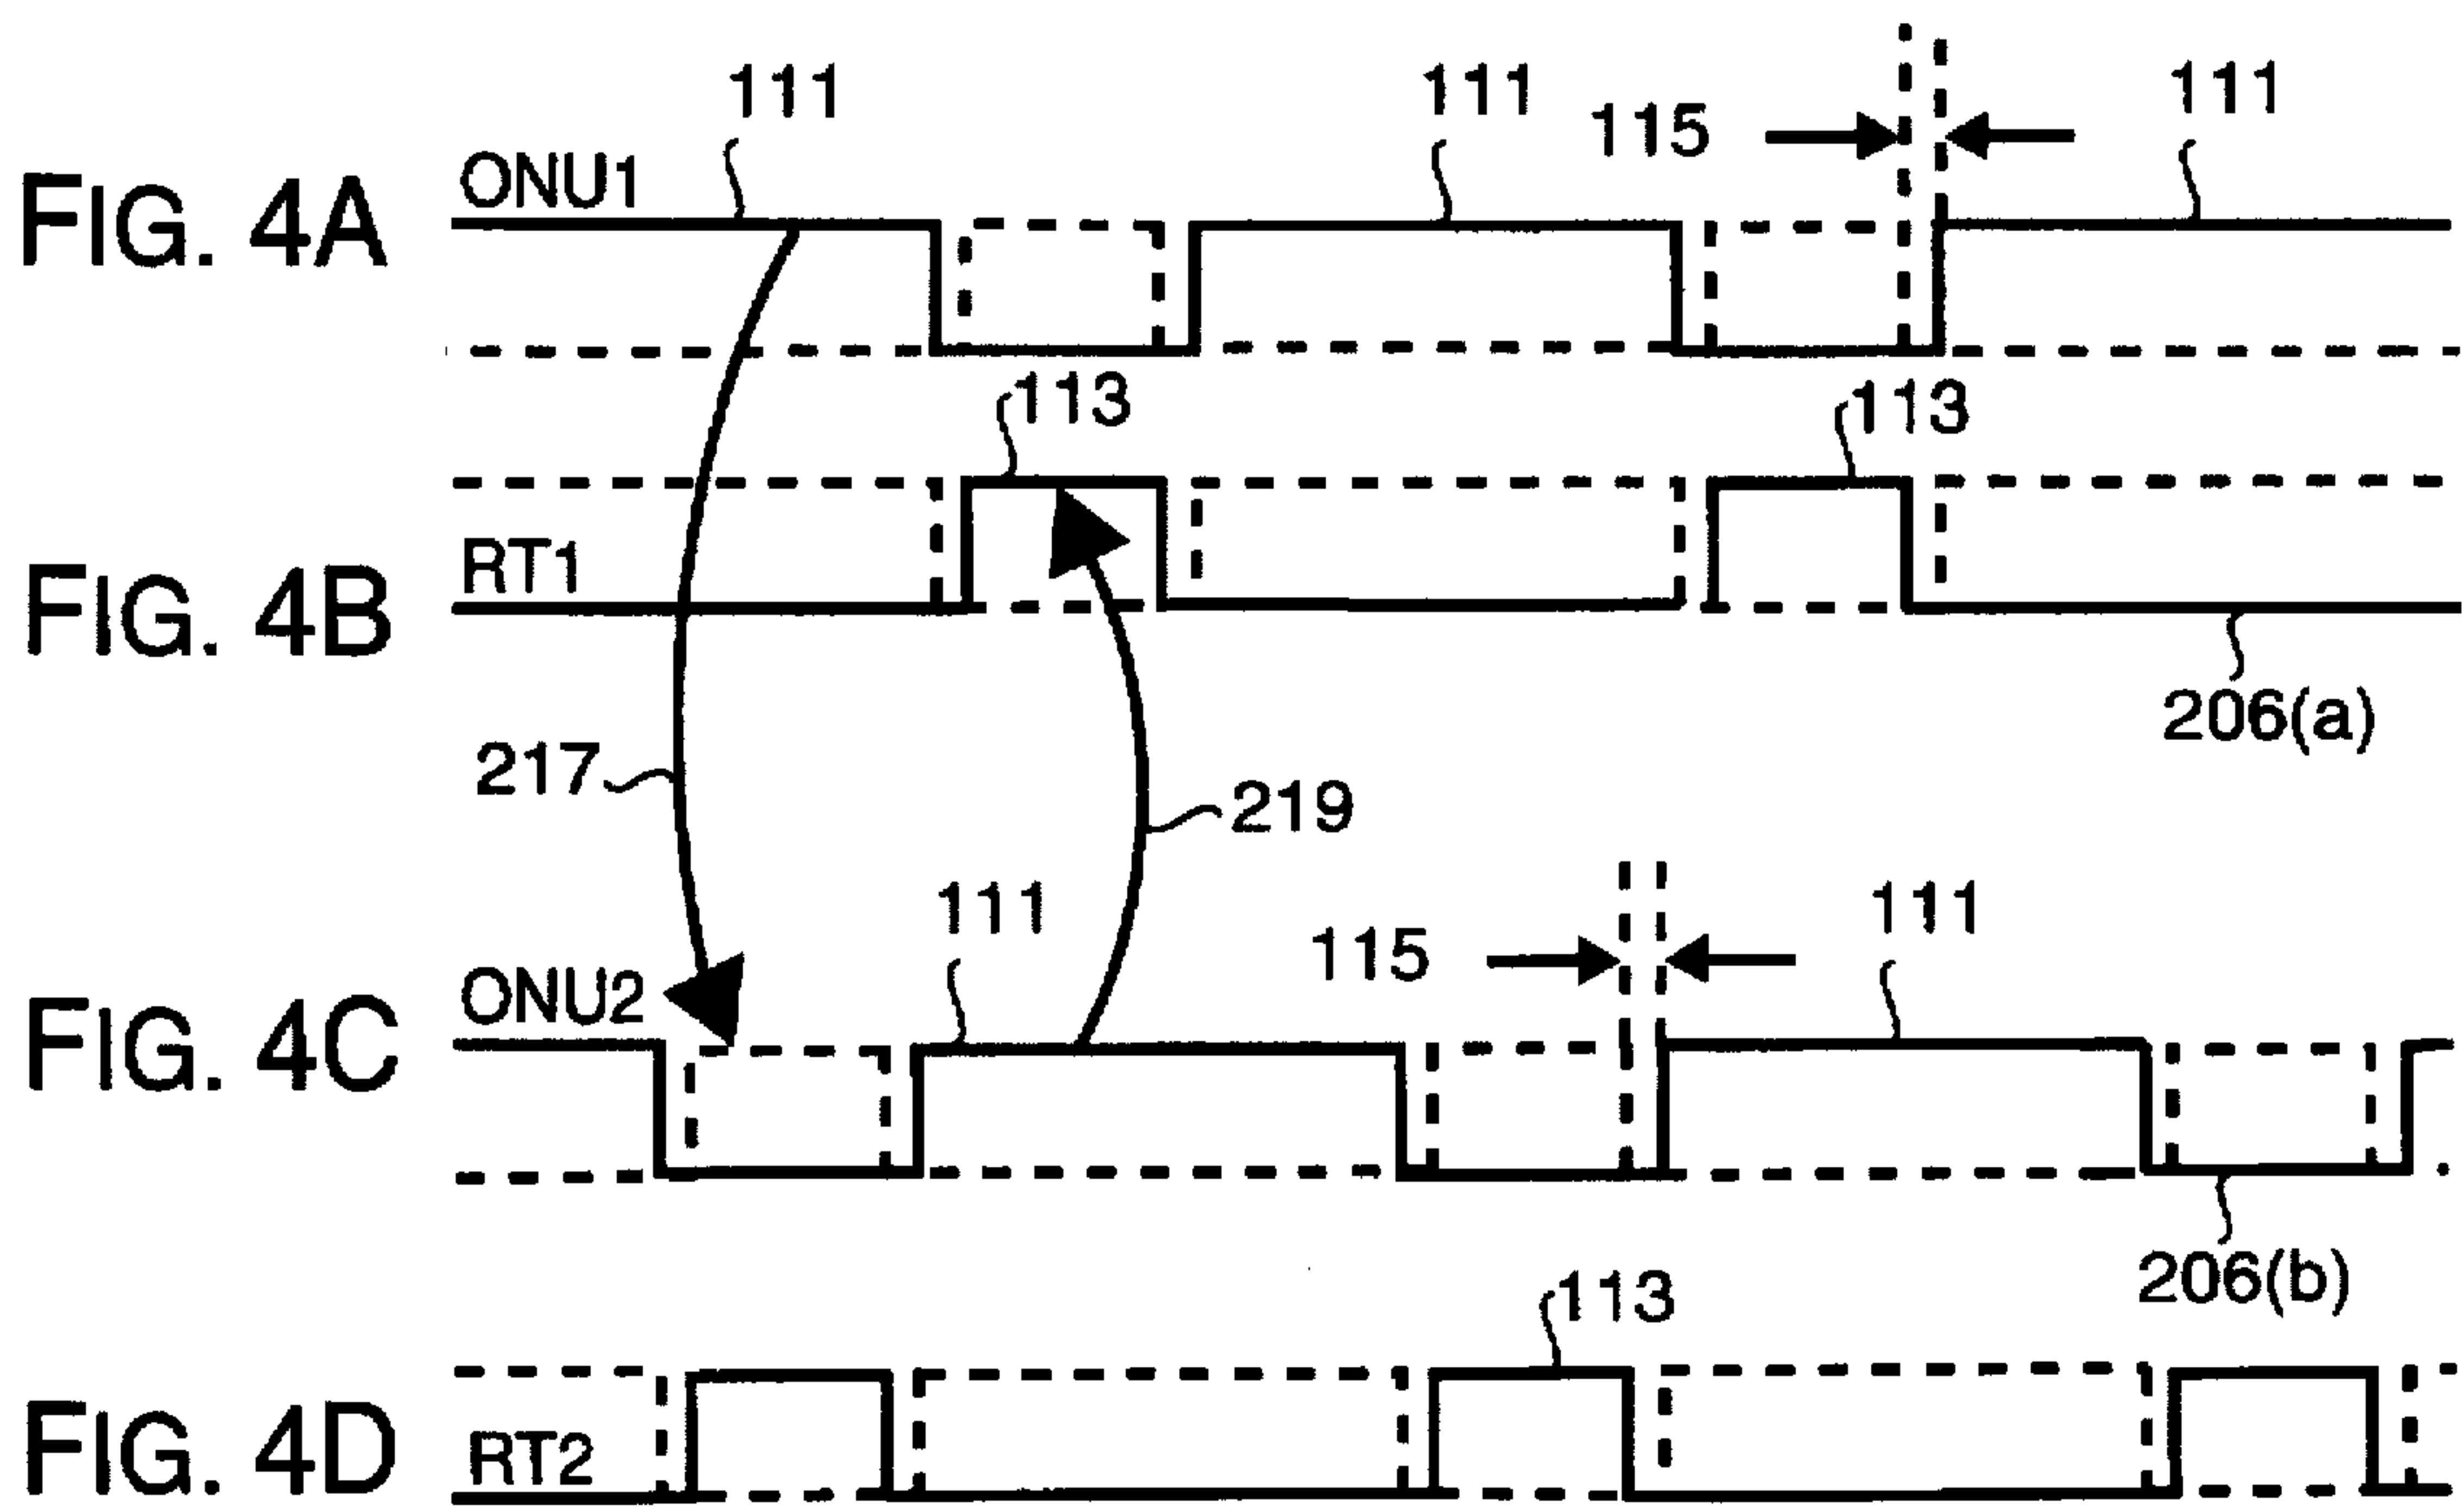 111 111 115 111
FIG. 4A ONU1
113 113
FIG. 4B RT1
206(a)
217 219
111 115 111
FIG. 4C ONU2
206(b)
113
FIG. 4D RT2